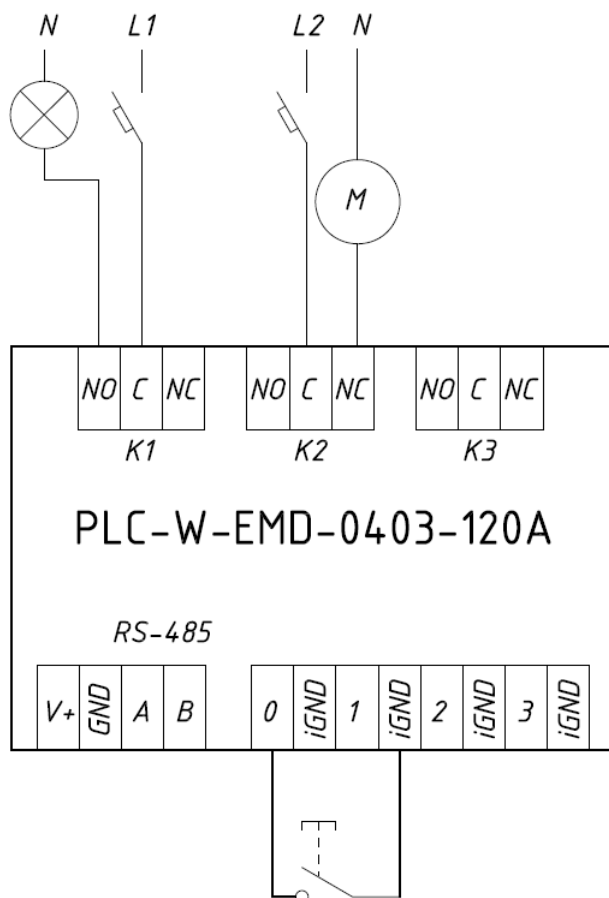 N L1 L2 N
M
NO C NC NO C NC NO C NC
K1 K2 K3
PLC-W-EMD-0403-120A
RS-485
V+ GND A B 0 iGND 1 iGND 2 iGND 3 iGND